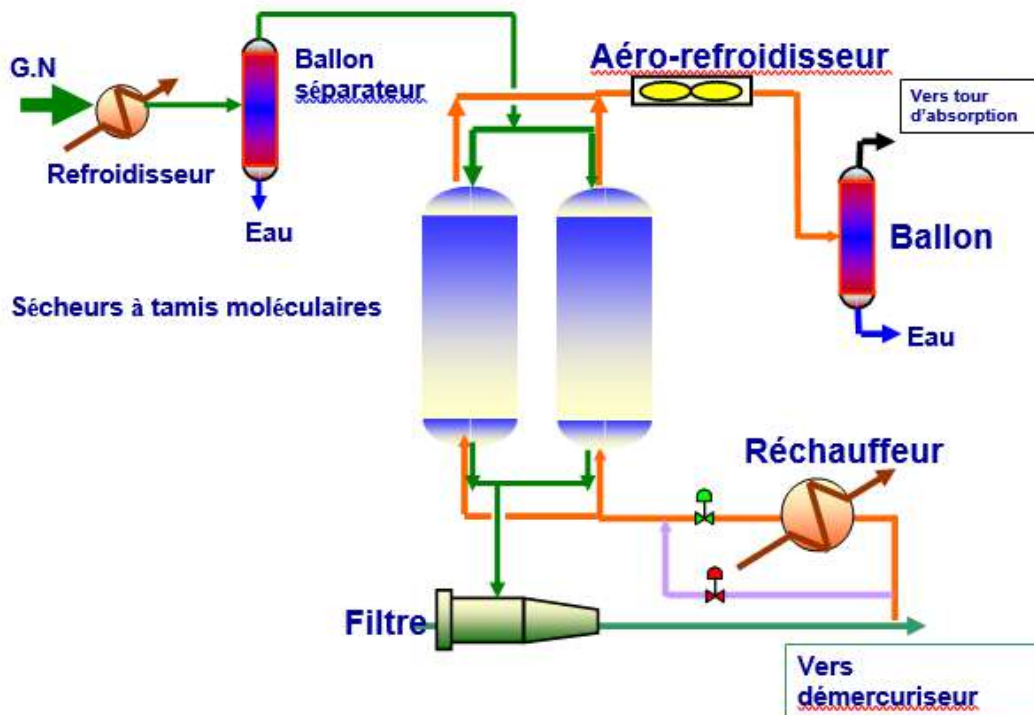 G.N
Ballon
séparateur
Aéro-refroidisseur
Vers tour
d'absorption
Refroidisseur
Eau
Ballon
Sécheurs à tamis moléculaires
Eau
Réchauffeur
Filtre
Vers
démercuriseur